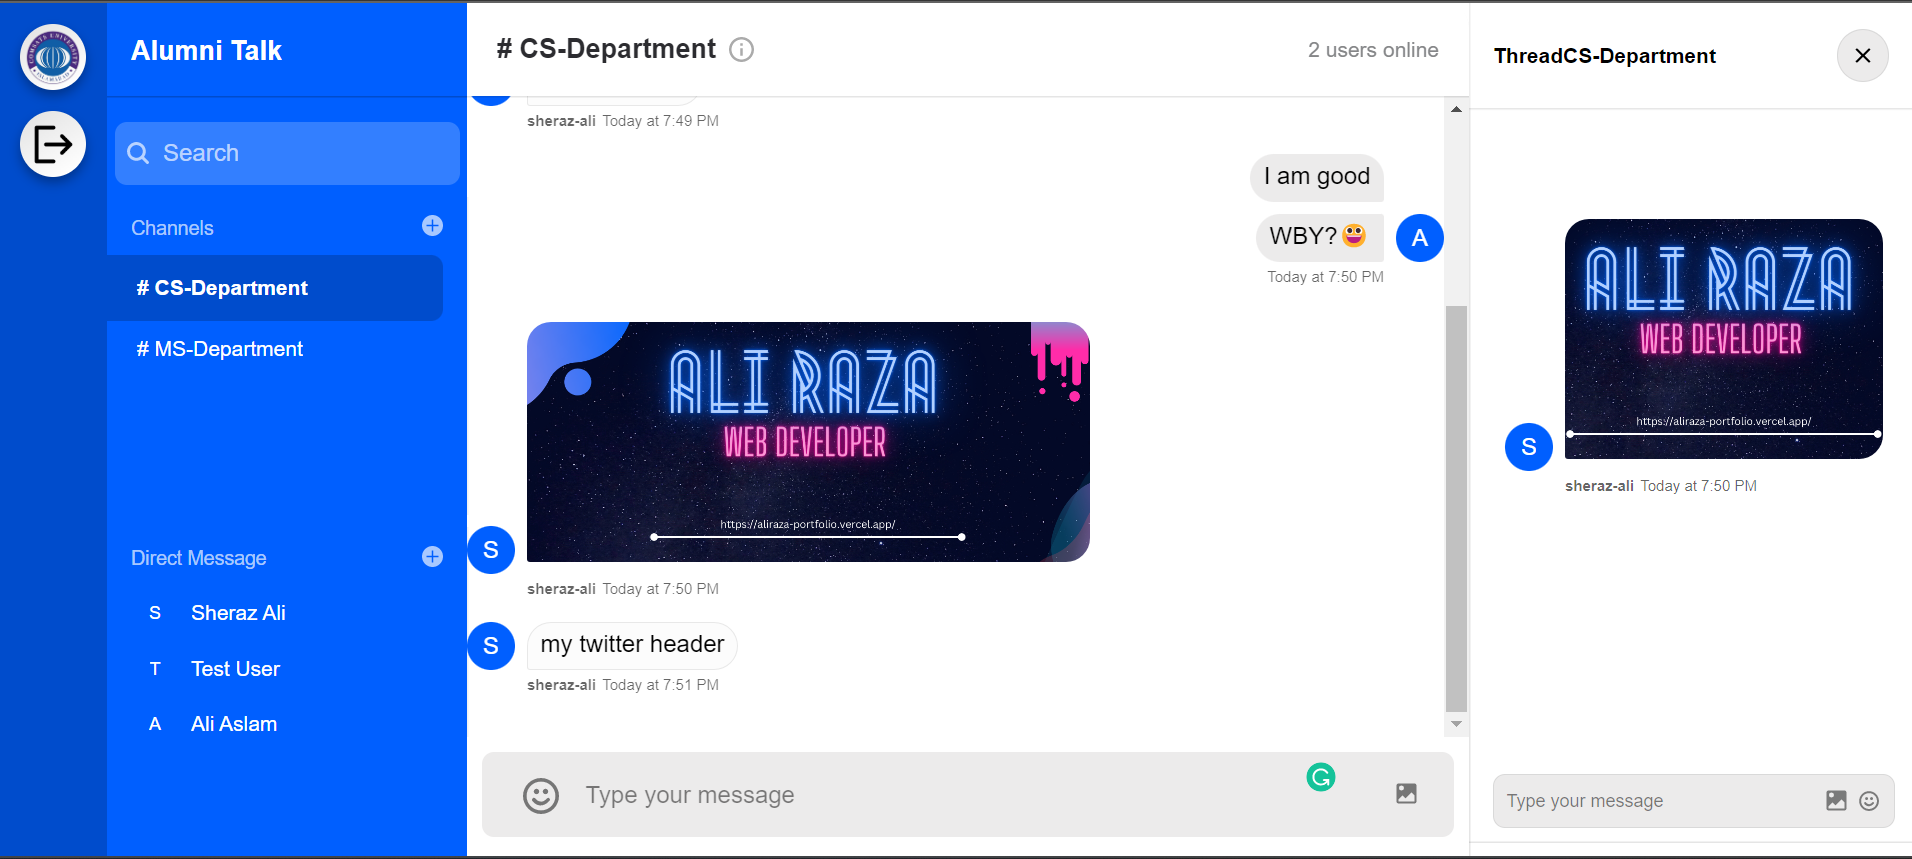 Alumni Talk
Search
Channels
# CS-Department
# MS-Department
Direct Message
S Sheraz Ali
T Test User
A Ali Aslam
# CS-Department
2 users online
sheraz-ali Today at 7:49 PM
I am good
WBY?😀
A
Today at 7:50 PM
ALI RAZA
WEB DEVELOPER
https://aliraza-portfolio.vercel.app/
S
sheraz-ali Today at 7:50 PM
S
my twitter header
sheraz-ali Today at 7:51 PM
Type your message
ThreadCS-Department
ALI RAZA
WEB DEVELOPER
https://aliraza-portfolio.vercel.app/
S
sheraz-ali Today at 7:50 PM
Type your message